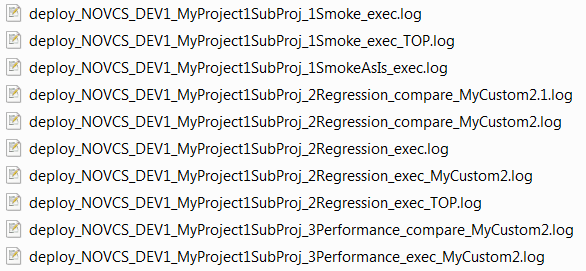 deploy_NOVCS_DEV1_MyProject1SubProj_1Smoke_exec.log
deploy_NOVCS_DEV1_MyProject1SubProj_1Smoke_exec_TOP.log
deploy_NOVCS_DEV1_MyProject1SubProj_1SmokeAsIs_exec.log
deploy_NOVCS_DEV1_MyProject1SubProj_2Regression_compare_MyCustom2.1.log
deploy_NOVCS_DEV1_MyProject1SubProj_2Regression_compare_MyCustom2.log
deploy_NOVCS_DEV1_MyProject1SubProj_2Regression_exec.log
deploy_NOVCS_DEV1_MyProject1SubProj_2Regression_exec_MyCustom2.log
deploy_NOVCS_DEV1_MyProject1SubProj_2Regression_exec_TOP.log
deploy_NOVCS_DEV1_MyProject1SubProj_3Performance_compare_MyCustom2.log
deploy_NOVCS_DEV1_MyProject1SubProj_3Performance_exec_MyCustom2.log